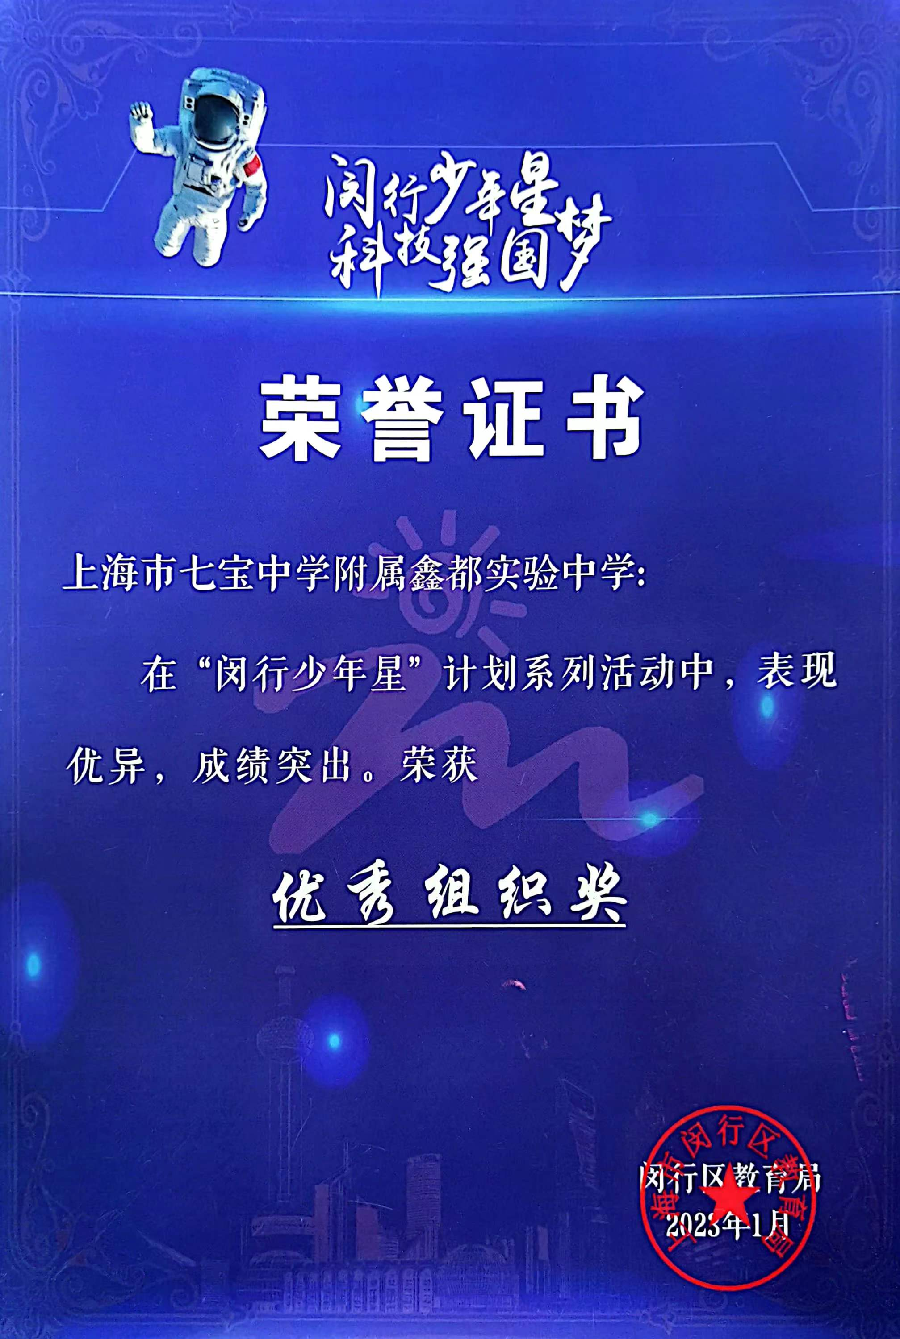 闵行少年星
科技强国梦
荣誉证书
上海市七宝中学附属鑫都实验中学:
在“闵行少年星”计划系列活动中，表现
优异，成绩突出。荣获
优秀组织奖
闵行区教育局
2023年1月
上海市闵行区教育局